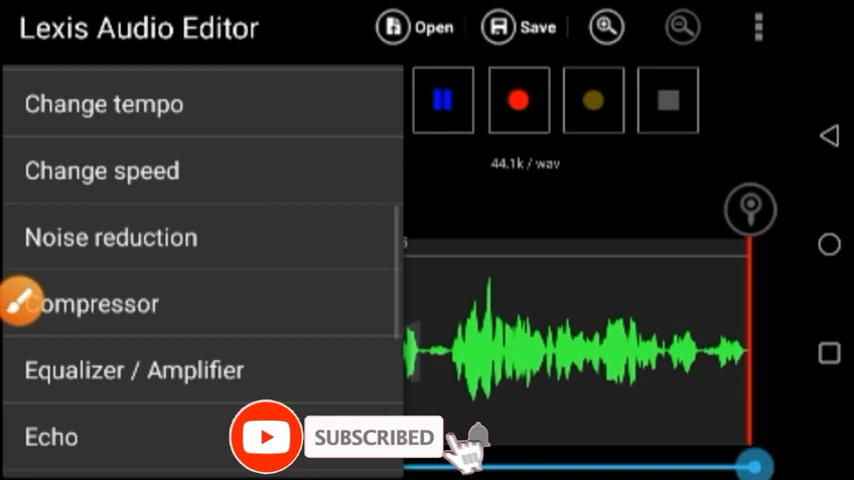 Lexis Audio Editor
Open
Save
Change tempo
Change speed
44.1k / wav
Noise reduction
Compressor
Equalizer / Amplifier
Echo
SUBSCRIBED